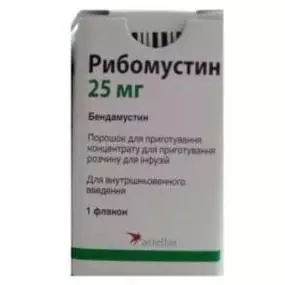 Рибомустин
25 мг
Бендамустин
Порошок для приготування
концентрату для приготування
розчину для інфузій
Для внутрішньовенного
введення
1 флакон
astellas